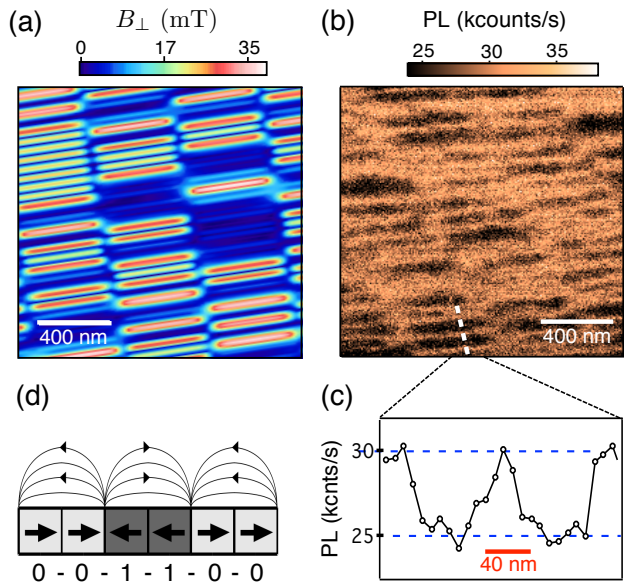 (a)
B⊥ (mT)
0 17 35
400 nm
(b)
PL (kcounts/s)
25 30 35
400 nm
(d)
0 - 0 - 1 - 1 - 0 - 0
(c)
PL (kcnts/s)
30
25
40 nm